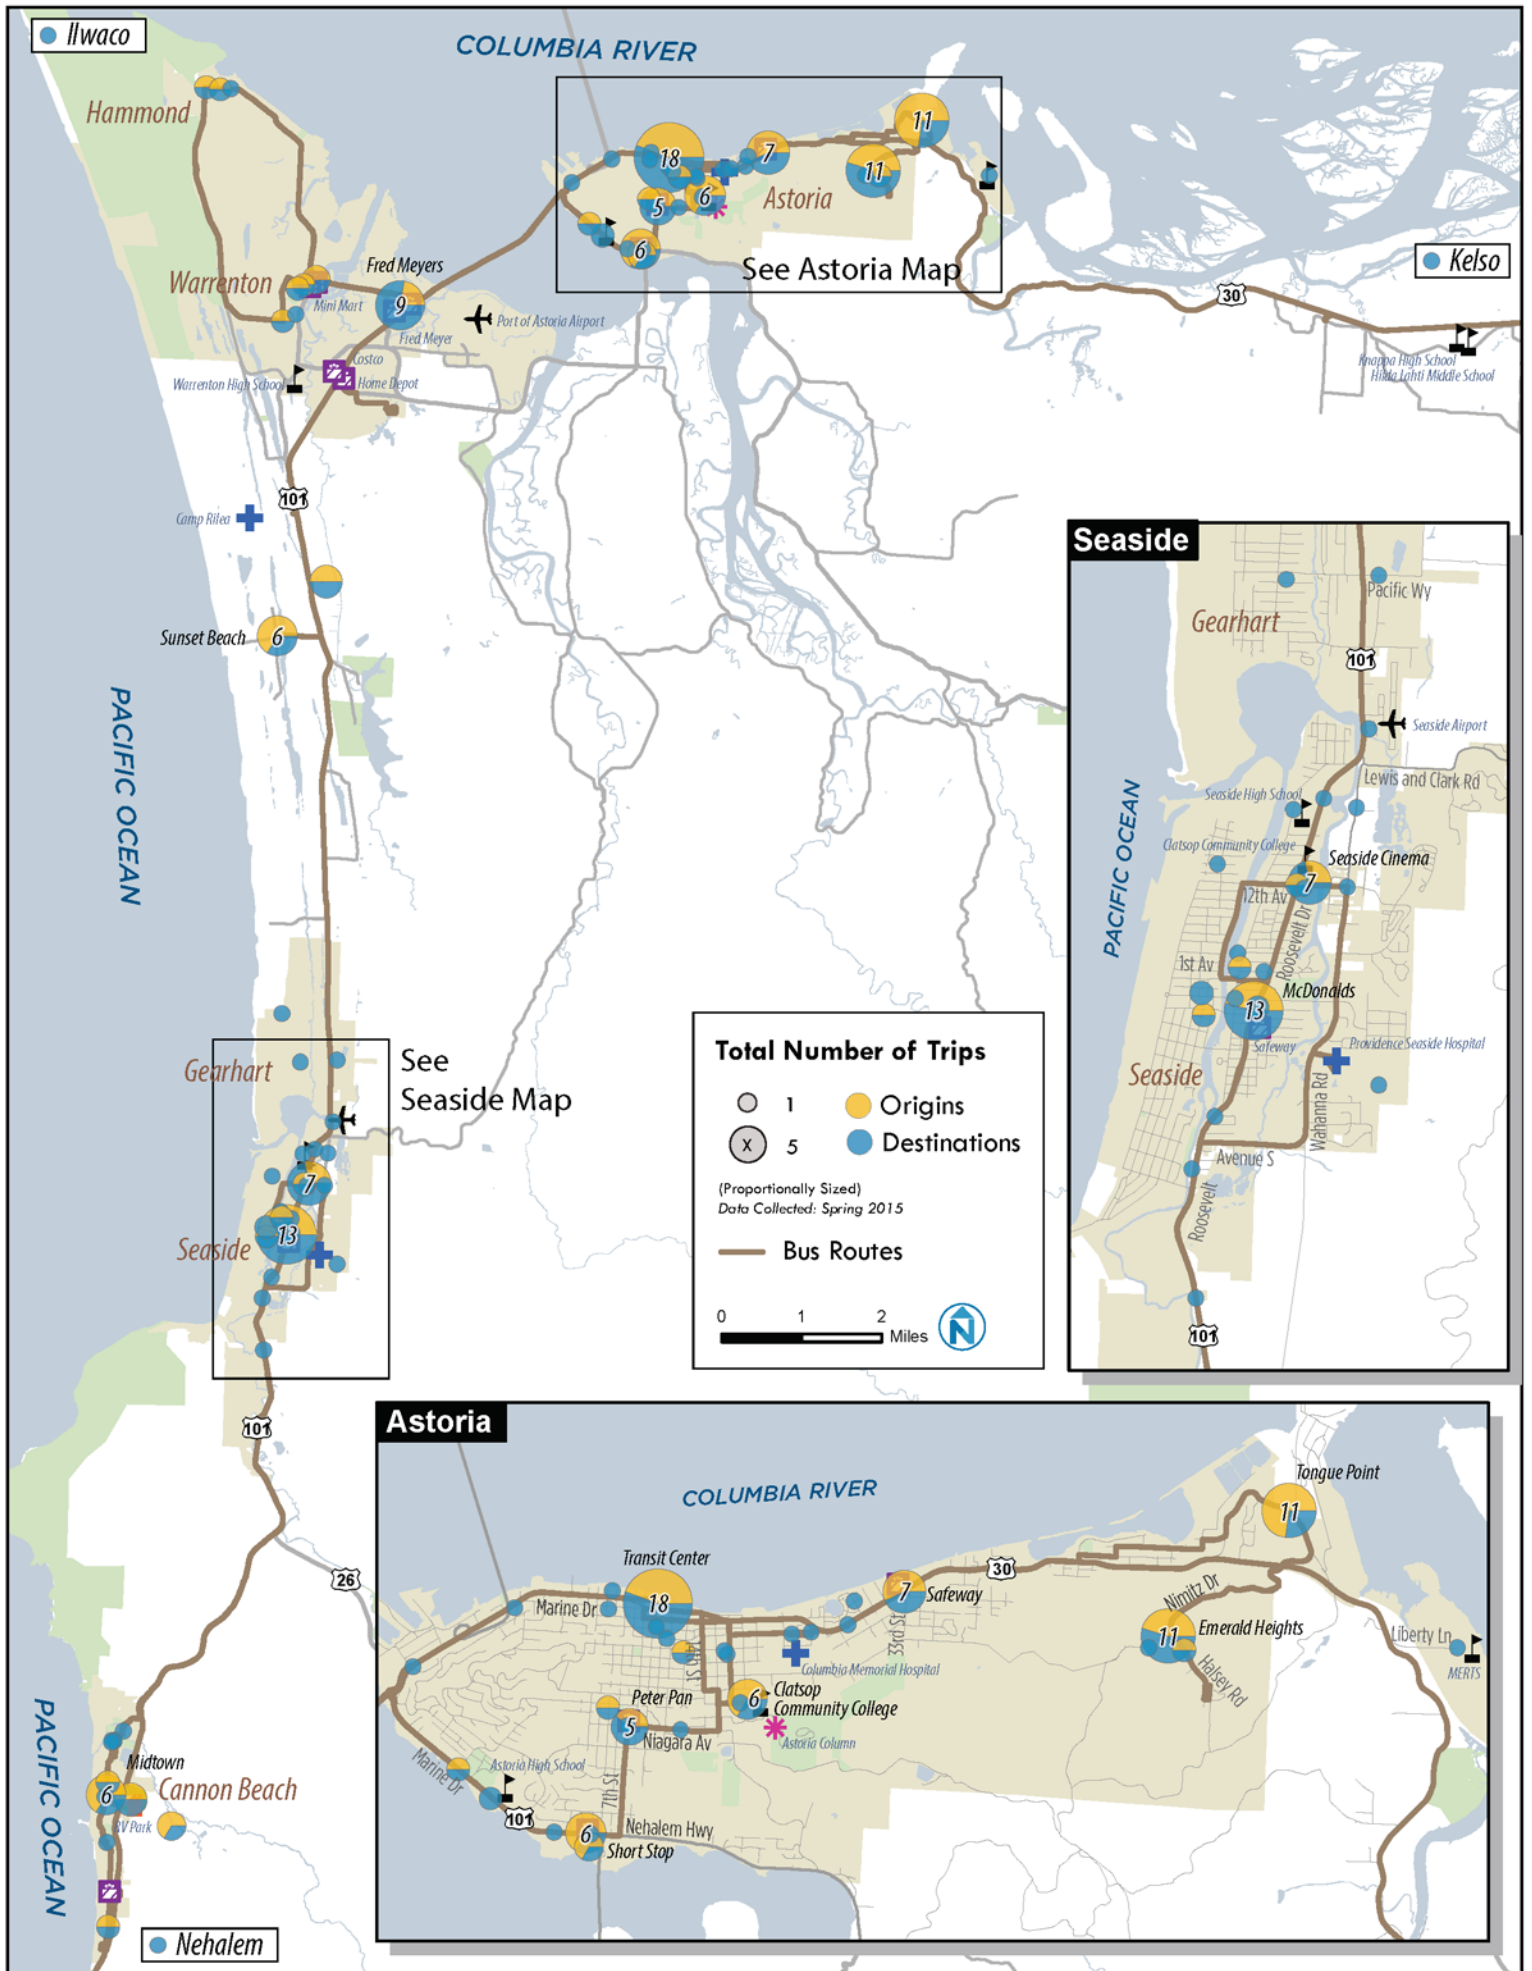 Ilwaco
COLUMBIA RIVER
Hammond
18
7
11
11
5
6
6
Astoria
See Astoria Map
Kelso
30
Warrenton
Fred Meyers
9
Mini Mart
Port of Astoria Airport
Fred Meyer
Costco
Home Depot
Warrenton High School
Knappa High School
Hilda Lahti Middle School
101
Camp Rilea
Sunset Beach
6
PACIFIC OCEAN
Gearhart
See
Seaside Map
7
13
Seaside
101
26
Midtown
6
Cannon Beach
RV Park
PACIFIC OCEAN
Nehalem
Total Number of Trips
1
Origins
x
5
Destinations
(Proportionally Sized)
Data Collected: Spring 2015
Bus Routes
0
1
2
Miles
N
Seaside
Pacific Wy
Gearhart
101
Seaside Airport
Lewis and Clark Rd
Seaside High School
PACIFIC OCEAN
Clatsop Community College
Seaside Cinema
7
12th Av
Roosevelt Dr
1st Av
McDonalds
13
Safeway
Providence Seaside Hospital
Seaside
Wahanna Rd
Avenue S
Roosevelt
101
Astoria
COLUMBIA RIVER
Tongue Point
11
Transit Center
18
Marine Dr
30
7
Safeway
33rd St
Nimitz Dr
11
Emerald Heights
Halsey Rd
Liberty Ln
MERTS
Columbia Memorial Hospital
6
Clatsop
Community College
Astoria Column
Peter Pan
5
Niagara Av
Marine Dr
Astoria High School
101
7th St
6
Nehalem Hwy
Short Stop